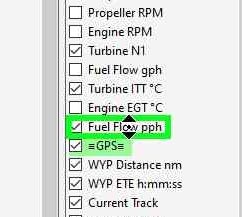 Propeller RPM
Engine RPM
Turbine N1
Fuel Flow gph
Turbine ITT °C
Engine EGT °C
Fuel Flow pph
≡GPS≡
WYP Distance nm
WYP ETE h:mm:ss
Current Track